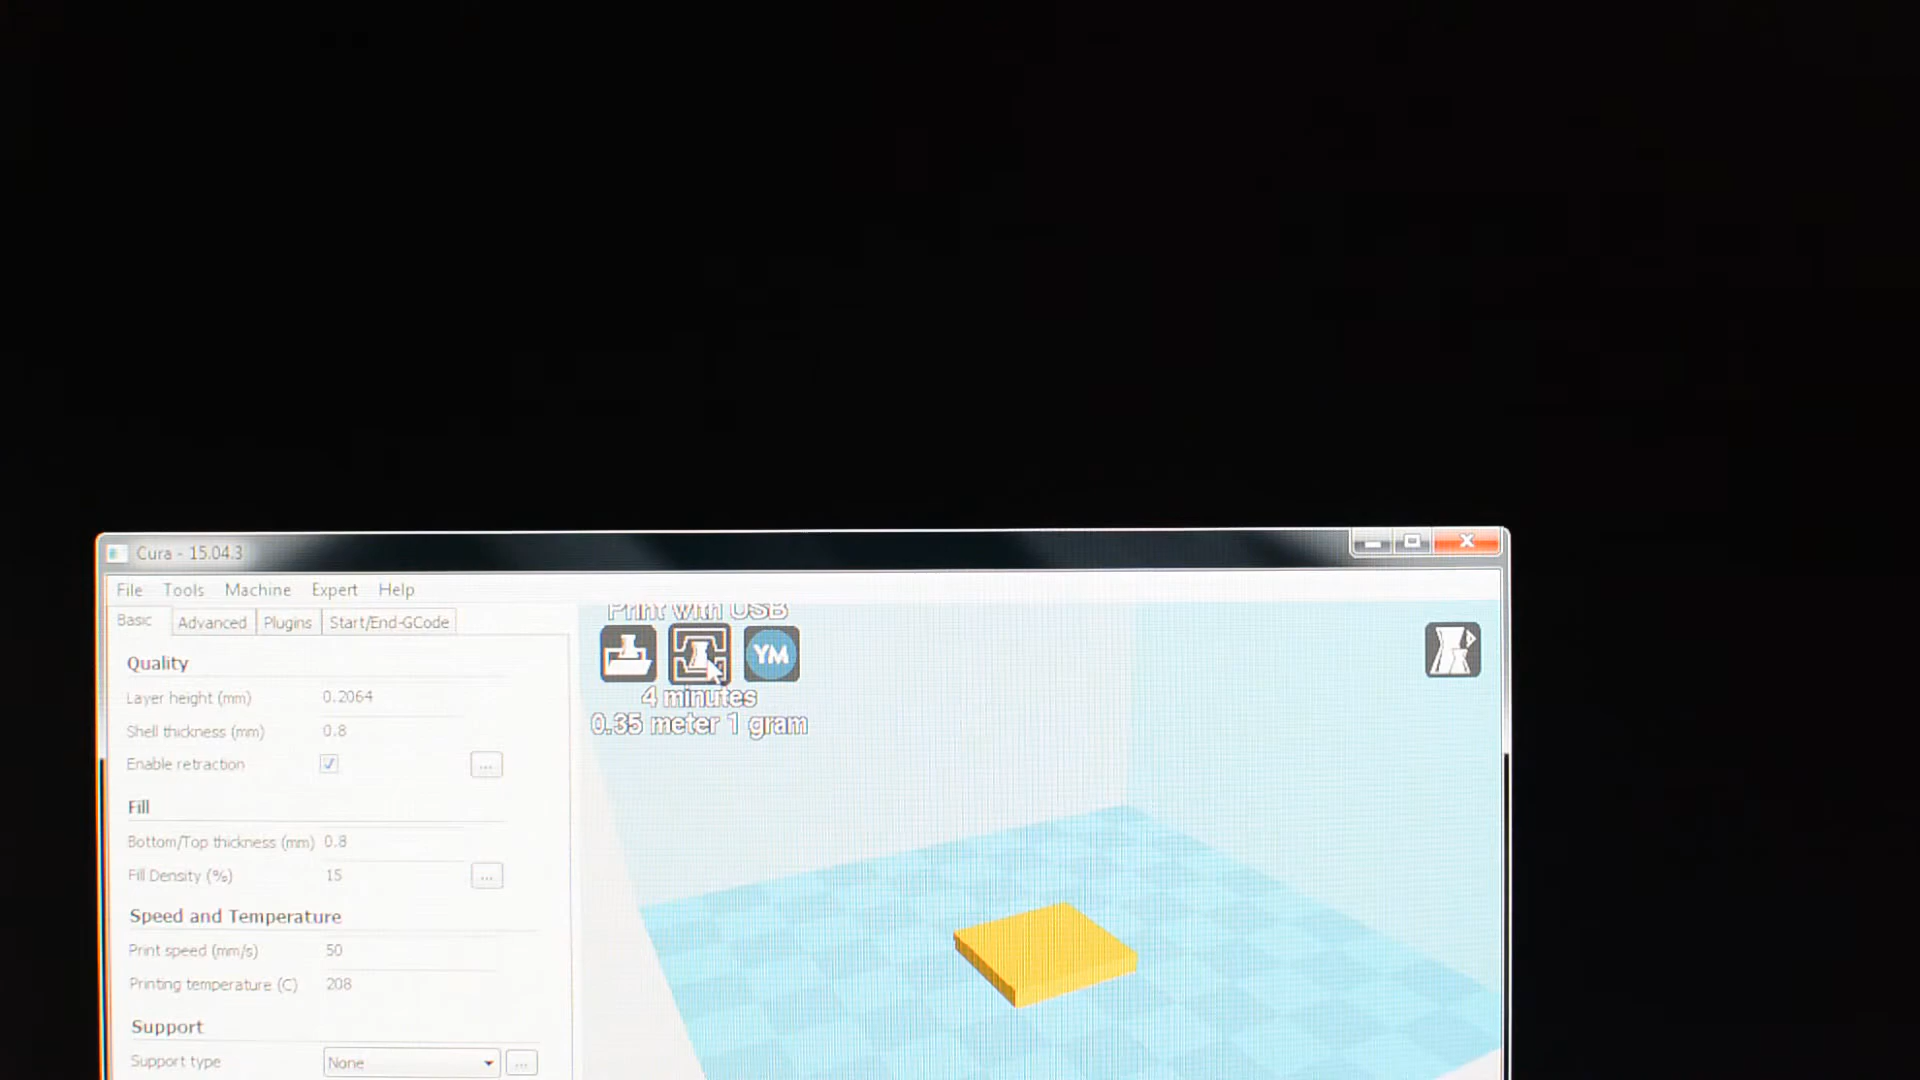 Cura - 15.04.3
File Tools Machine Expert Help
Basic Advanced Plugins Start/End-GCode
Quality
Layer height (mm) 0.2064
Shell thickness (mm) 0.8
Enable retraction ...
Fill
Bottom/Top thickness (mm) 0.8
Fill Density (%) 15 ...
Speed and Temperature
Print speed (mm/s) 50
Printing temperature (C) 208
Support
Support type None ...
Print with USB
YM
4 minutes
0.35 meter 1 gram